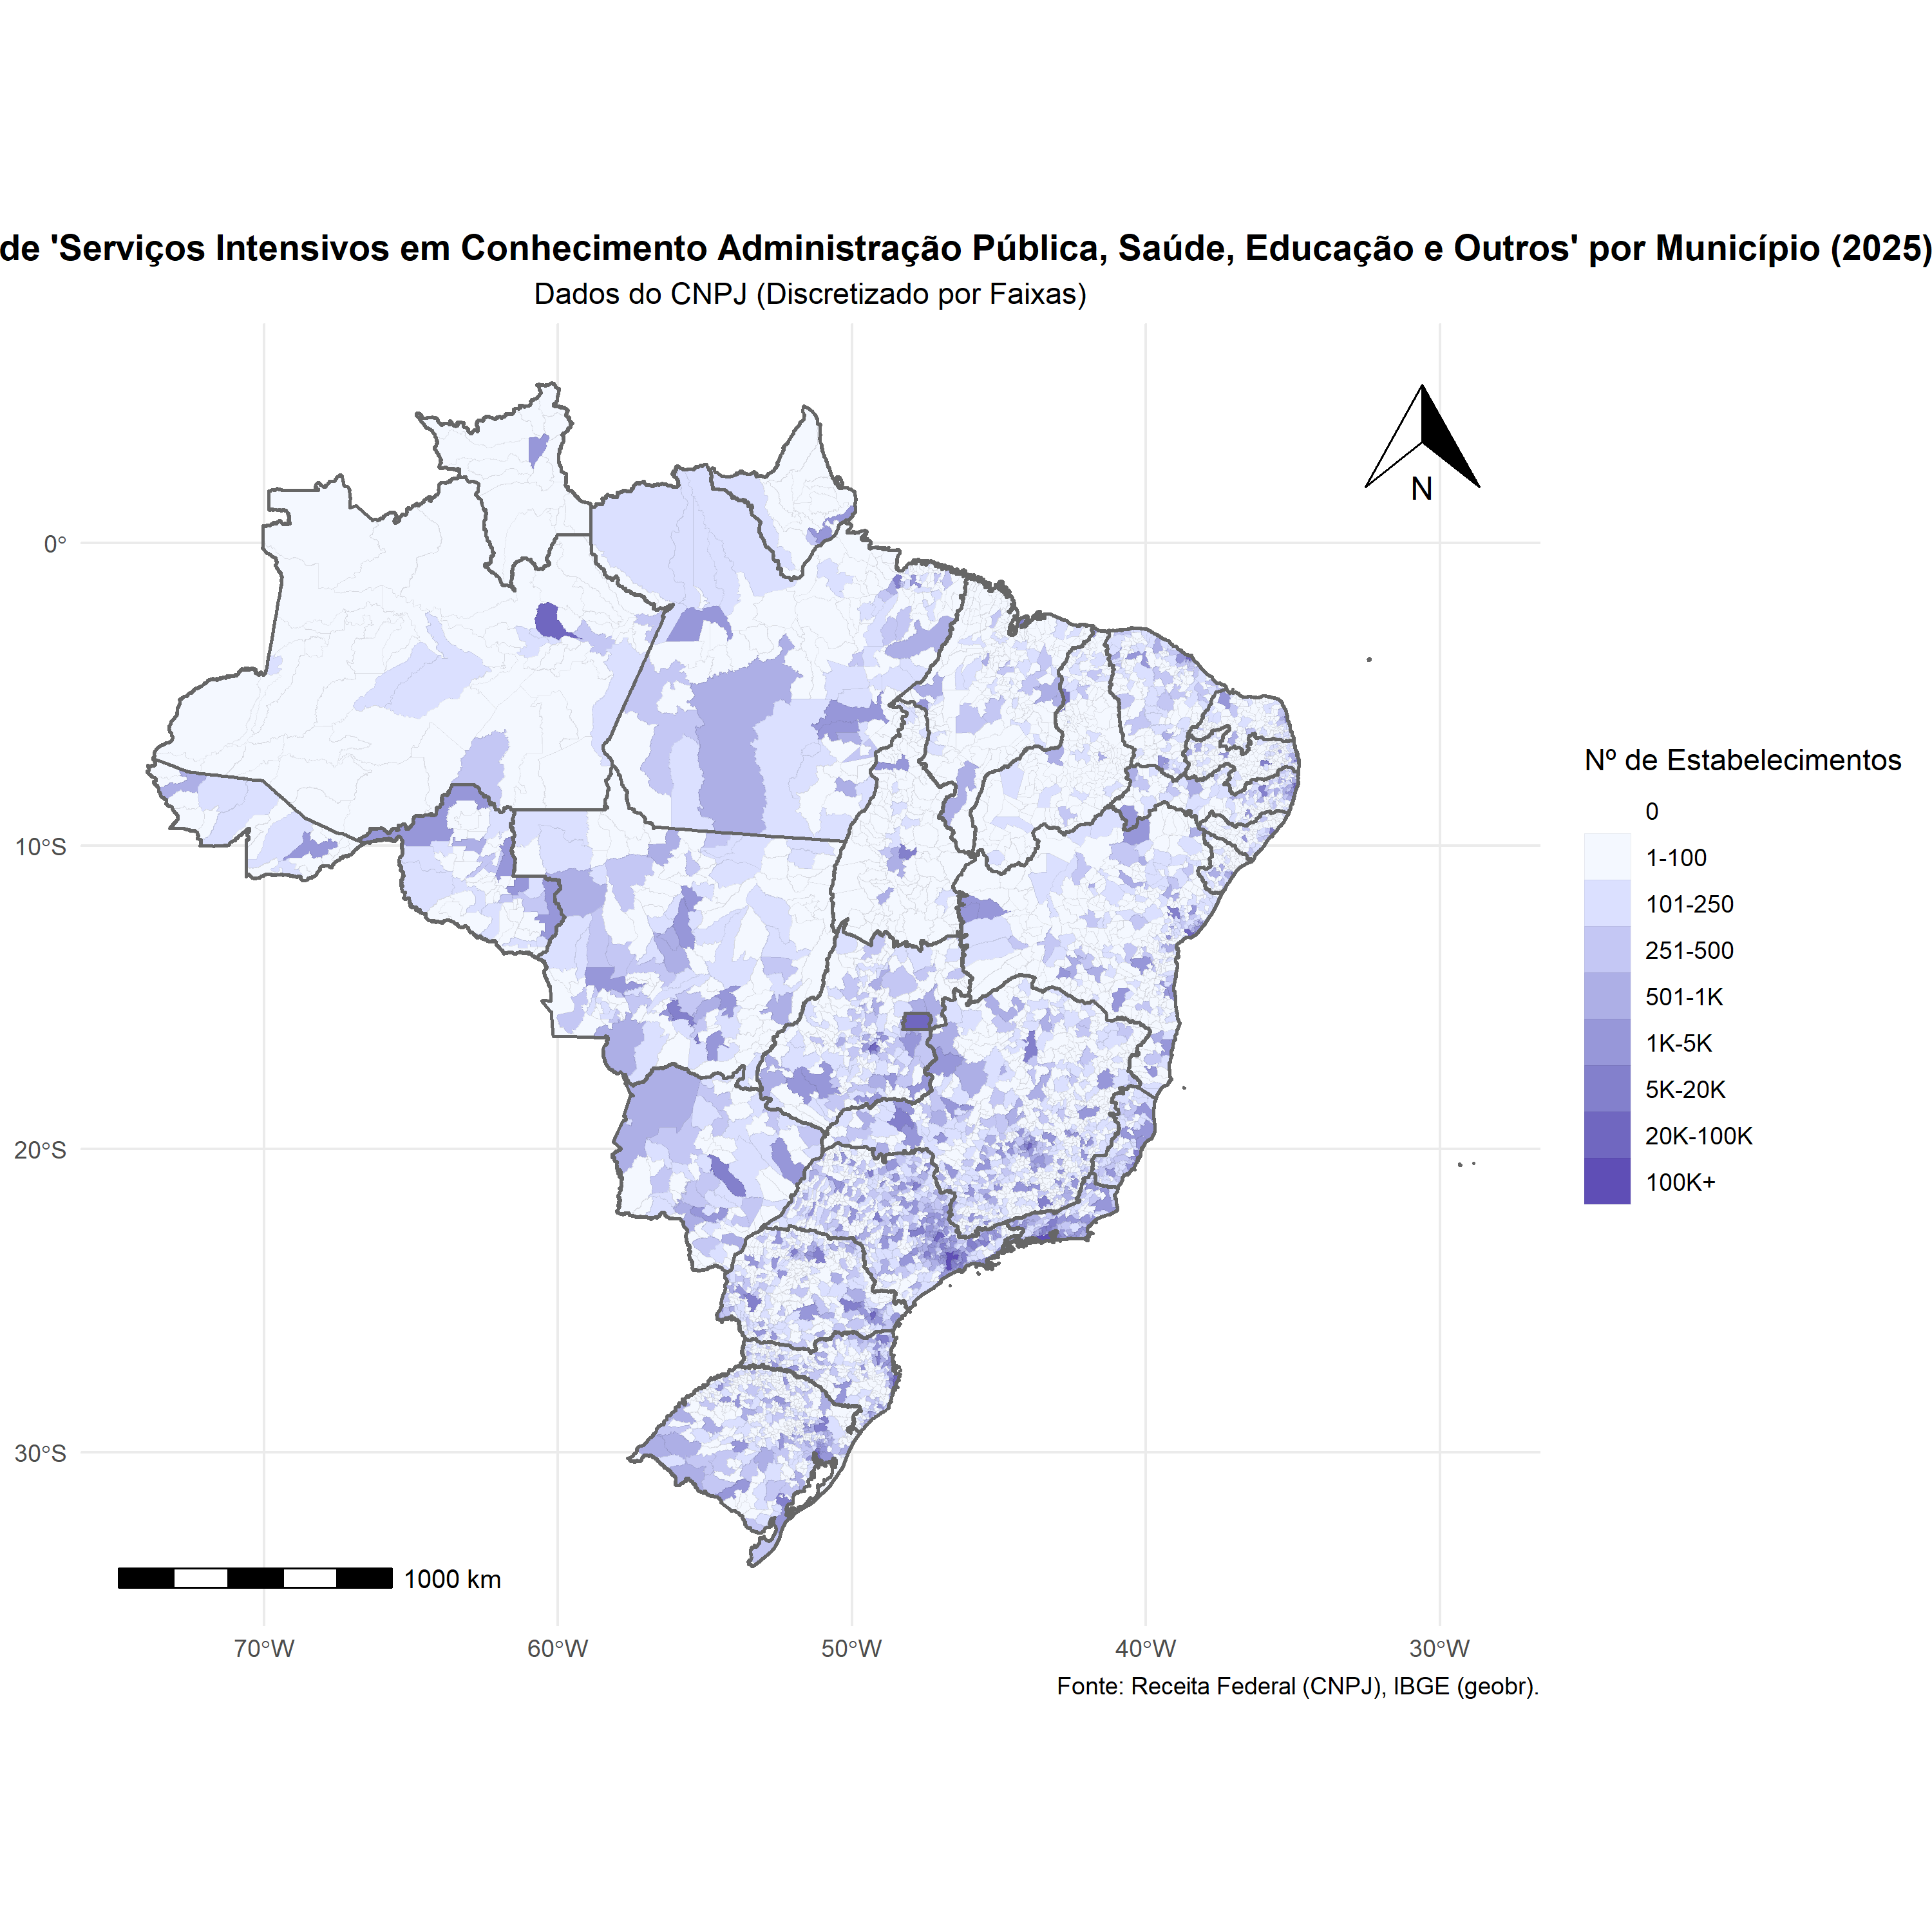 de 'Serviços Intensivos em Conhecimento Administração Pública, Saúde, Educação e Outros' por Município (2025)
Dados do CNPJ (Discretizado por Faixas)
N
0°
10°S
20°S
30°S
70°W
60°W
50°W
40°W
30°W
1000 km
Nº de Estabelecimentos
0
1-100
101-250
251-500
501-1K
1K-5K
5K-20K
20K-100K
100K+
Fonte: Receita Federal (CNPJ), IBGE (geobr).